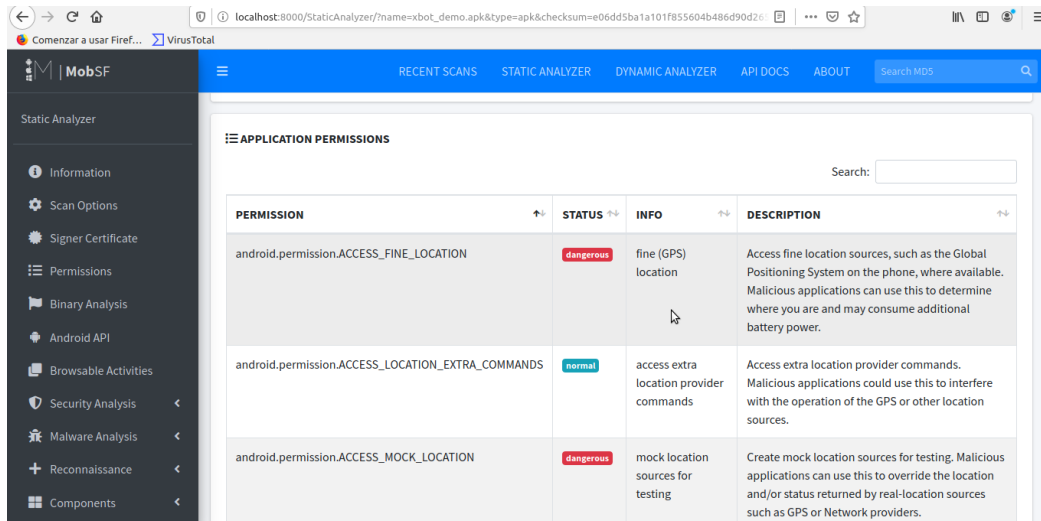 localhost:8000/StaticAnalyzer/?name=xbot_demo.apk&type=apk&checksum=e06dd5ba1a101f855604b486d90d26
Comenzar a usar Firef... VirusTotal
MobSF
RECENT SCANS STATIC ANALYZER DYNAMIC ANALYZER API DOCS ABOUT Search MD5
Static Analyzer
Information
Scan Options
Signer Certificate
Permissions
Binary Analysis
Android API
Browsable Activities
Security Analysis
Malware Analysis
Reconnaissance
Components
APPLICATION PERMISSIONS
Search:
PERMISSION STATUS INFO DESCRIPTION
android.permission.ACCESS_FINE_LOCATION dangerous fine (GPS) Access fine location sources, such as the Global
location Positioning System on the phone, where available.
Malicious applications can use this to determine
where you are and may consume additional
battery power.
android.permission.ACCESS_LOCATION_EXTRA_COMMANDS normal access extra Access extra location provider commands.
location provider Malicious applications could use this to interfere
commands with the operation of the GPS or other location
sources.
android.permission.ACCESS_MOCK_LOCATION dangerous mock location Create mock location sources for testing. Malicious
sources for applications can use this to override the location
testing and/or status returned by real-location sources
such as GPS or Network providers.